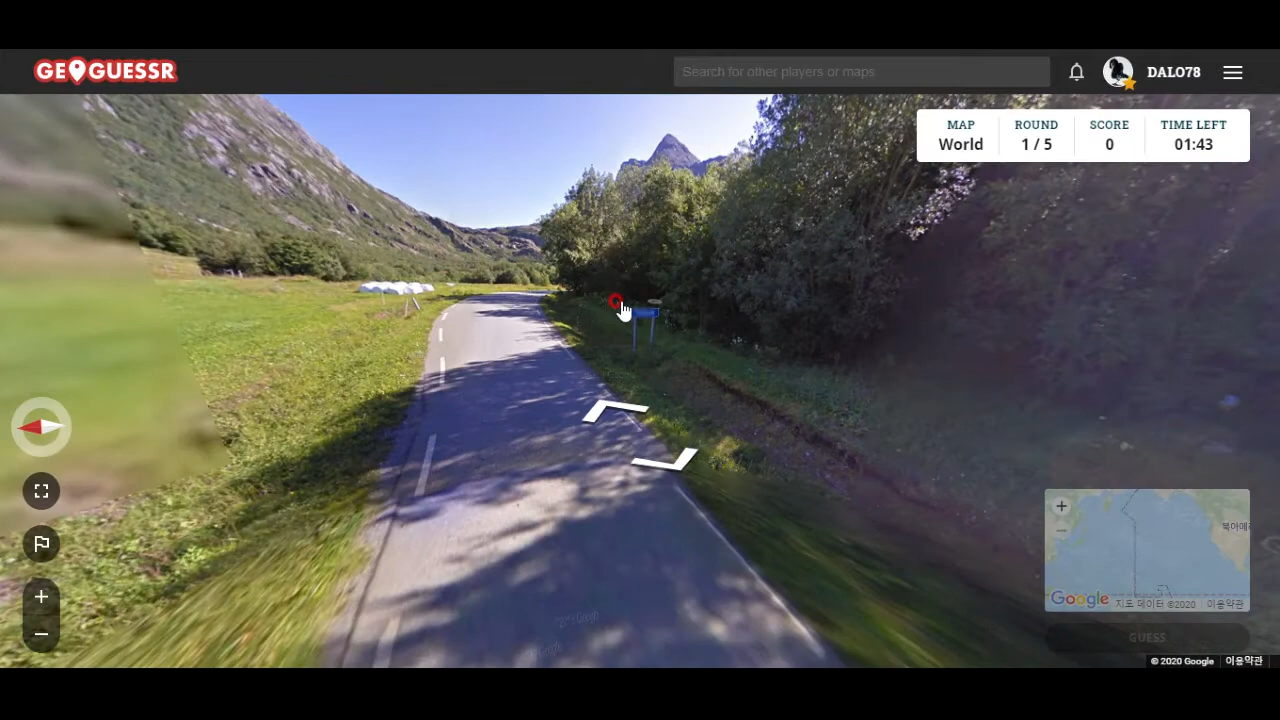 GEOGUESSR
Search for other players or maps
DALO78
MAP
World
ROUND
1 / 5
SCORE
0
TIME LEFT
01:43
Google
지도 데이터 ©2020
이용약관
GUESS
© 2020 Google
이용약관